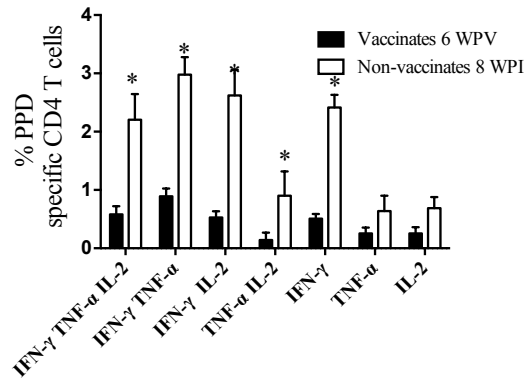 Vaccinates 6 WPV
Non-vaccinates 8 WPI
% PPD
specific CD4 T cells
4
3
2
1
0
* * * * *
IFN-γ TNF-α IL-2
IFN-γ TNF-α
IFN-γ IL-2
TNF-α IL-2
IFN-γ
TNF-α
IL-2